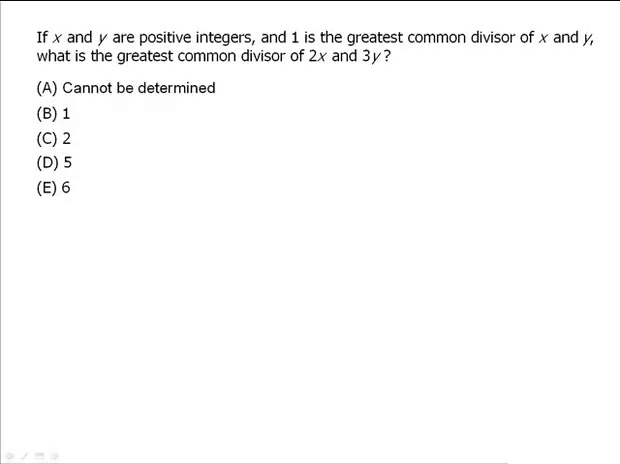 If x and y are positive integers, and 1 is the greatest common divisor of x and y,
what is the greatest common divisor of 2x and 3y?
(A) Cannot be determined
(B) 1
(C) 2
(D) 5
(E) 6